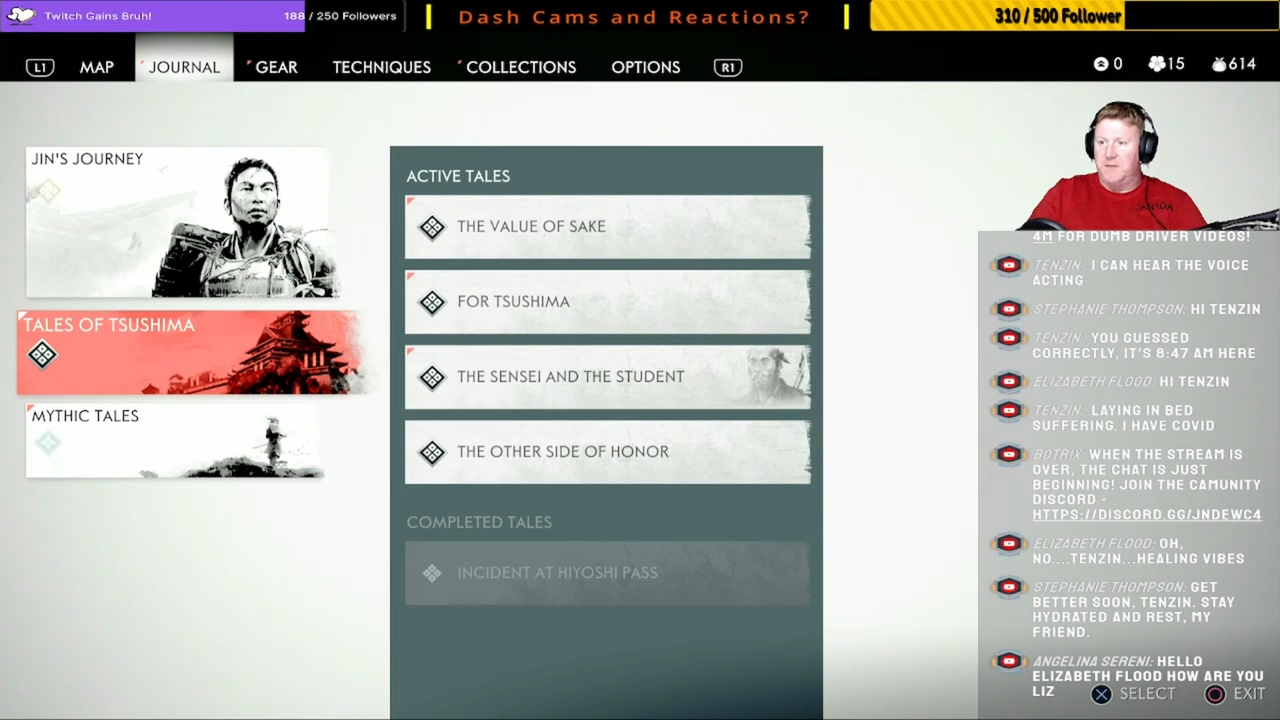 Twitch Gains Bruh!
188 / 250 Followers
Dash Cams and Reactions?
310 / 500 Follower
L1
MAP
JOURNAL
GEAR
TECHNIQUES
COLLECTIONS
OPTIONS
R1
0
15
614
JIN'S JOURNEY
TALES OF TSUSHIMA
MYTHIC TALES
ACTIVE TALES
THE VALUE OF SAKE
FOR TSUSHIMA
THE SENSEI AND THE STUDENT
THE OTHER SIDE OF HONOR
COMPLETED TALES
INCIDENT AT HIYOSHI PASS
CANADA
4M FOR DUMB DRIVER VIDEOS!
TENZIN: I CAN HEAR THE VOICE
ACTING
STEPHANIE THOMPSON: HI TENZIN
TENZIN: YOU GUESSED
CORRECTLY, IT'S 8:47 AM HERE
ELIZABETH FLOOD: HI TENZIN
TENZIN: LAYING IN BED
SUFFERING. I HAVE COVID
BOTRIX: WHEN THE STREAM IS
OVER, THE CHAT IS JUST
BEGINNING! JOIN THE CAMUNITY
DISCORD -
HTTPS://DISCORD.GG/JNDEWC4
ELIZABETH FLOOD: OH,
NO....TENZIN...HEALING VIBES
STEPHANIE THOMPSON: GET
BETTER SOON, TENZIN. STAY
HYDRATED AND REST, MY
FRIEND.
ANGELINA SERENI: HELLO
ELIZABETH FLOOD HOW ARE YOU
LIZ
SELECT
EXIT